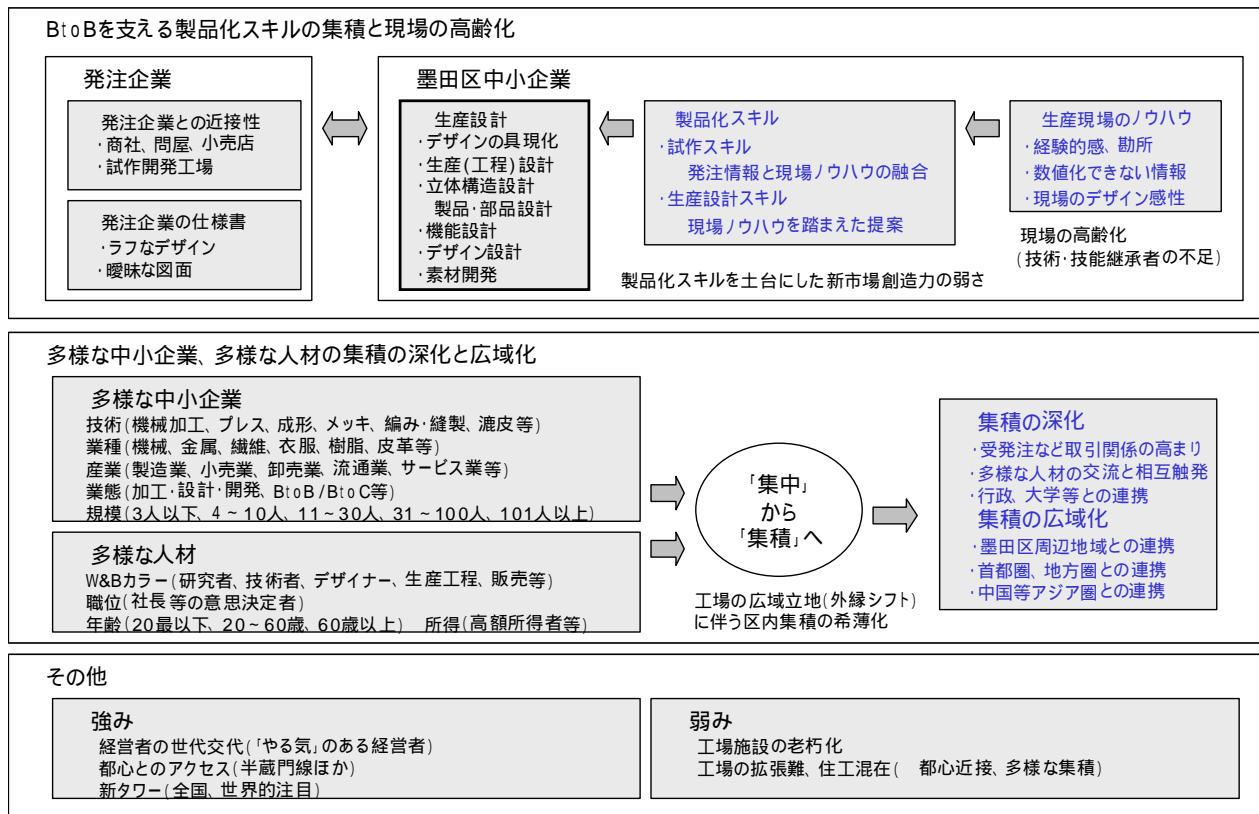 BtoBを支える製品化スキルの集積と現場の高齢化
発注企業
発注企業との近接性
・商社、問屋、小売店
・試作開発工場
発注企業の仕様書
・ラフなデザイン
・曖昧な図面
墨田区中小企業
生産設計
・デザインの具現化
・生産(工程)設計
・立体構造設計
製品・部品設計
・機能設計
・デザイン設計
・素材開発
製品化スキル
・試作スキル
発注情報と現場ノウハウの融合
・生産設計スキル
現場ノウハウを踏まえた提案
製品化スキルを土台にした新市場創造力の弱さ
生産現場のノウハウ
・経験的感、勘所
・数値化できない情報
・現場のデザイン感性
現場の高齢化
(技術・技能継承者の不足)
多様な中小企業、多様な人材の集積の深化と広域化
多様な中小企業
技術(機械加工、プレス、成形、メッキ、編み・縫製、漉皮等)
業種(機械、金属、繊維、衣服、樹脂、皮革等)
産業(製造業、小売業、卸売業、流通業、サービス業等)
業態(加工・設計・開発、BtoB/BtoC等)
規模(3人以下、4~10人、11~30人、31~100人、101人以上)
多様な人材
W&Bカラー(研究者、技術者、デザイナー、生産工程、販売等)
職位(社長等の意思決定者)
年齢(20最以下、20~60歳、60歳以上) 所得(高額所得者等)
「集中」
から
「集積」へ
工場の広域立地(外縁シフト)
に伴う区内集積の希薄化
集積の深化
・受発注など取引関係の高まり
・多様な人材の交流と相互触発
・行政、大学等との連携
集積の広域化
・墨田区周辺地域との連携
・首都圏、地方圏との連携
・中国等アジア圏との連携
その他
強み
経営者の世代交代(「やる気」のある経営者)
都心とのアクセス(半蔵門線ほか)
新タワー(全国、世界的注目)
弱み
工場施設の老朽化
工場の拡張難、住工混在( 都心近接、多様な集積)